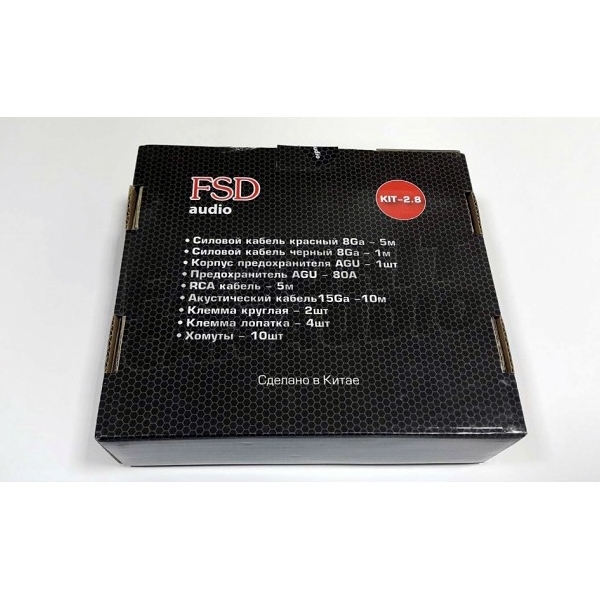 FSD
audio
KIT-2.8
• Силовой кабель красный 8Ga - 5м
• Силовой кабель черный 8Ga - 1м
• Корпус предохранителя AGU - 1шт
• Предохранитель AGU - 80A
• RCA кабель - 5м
• Акустический кабель15Ga -10м
• Клемма круглая - 2шт
• Клемма лопатка - 4шт
• Хомуты - 10шт
Сделано в Китае